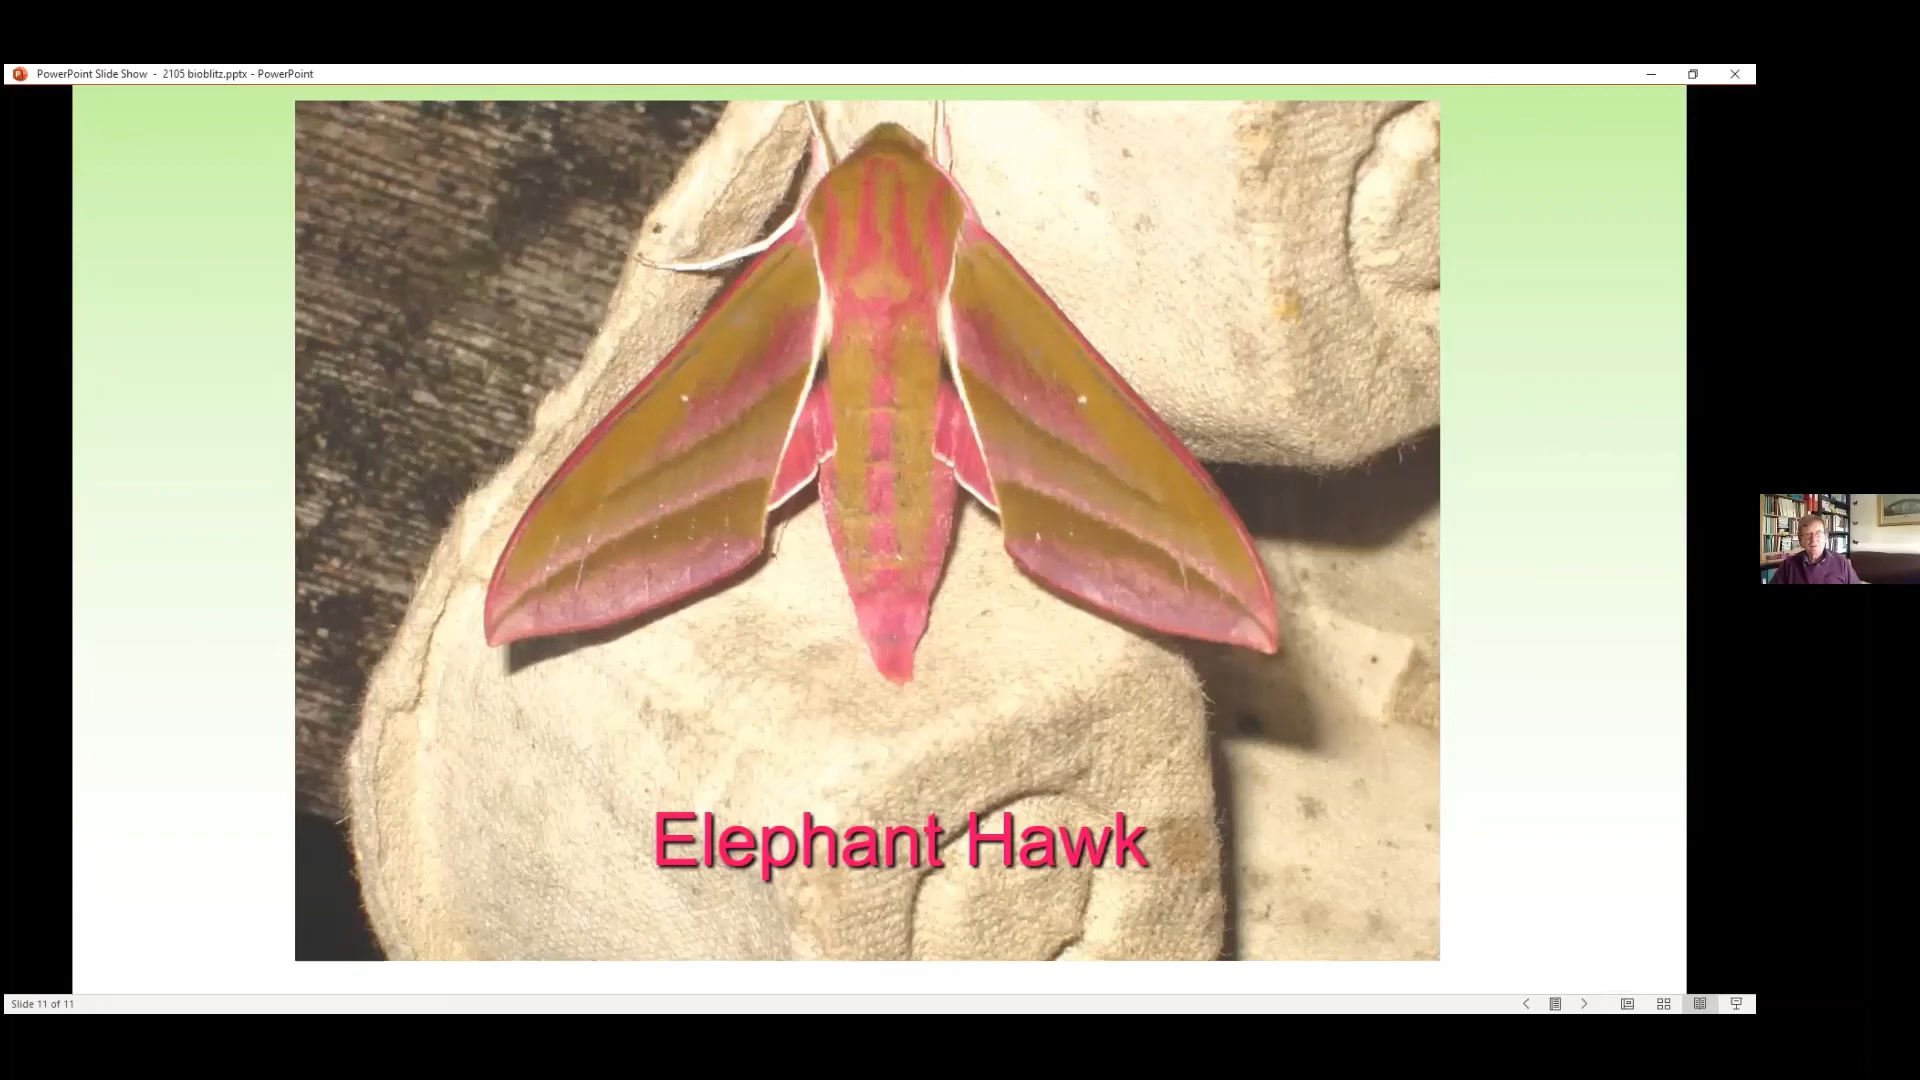 PowerPoint Slide Show - 2105 bioblitz.pptx - PowerPoint
Elephant Hawk
Slide 11 of 11